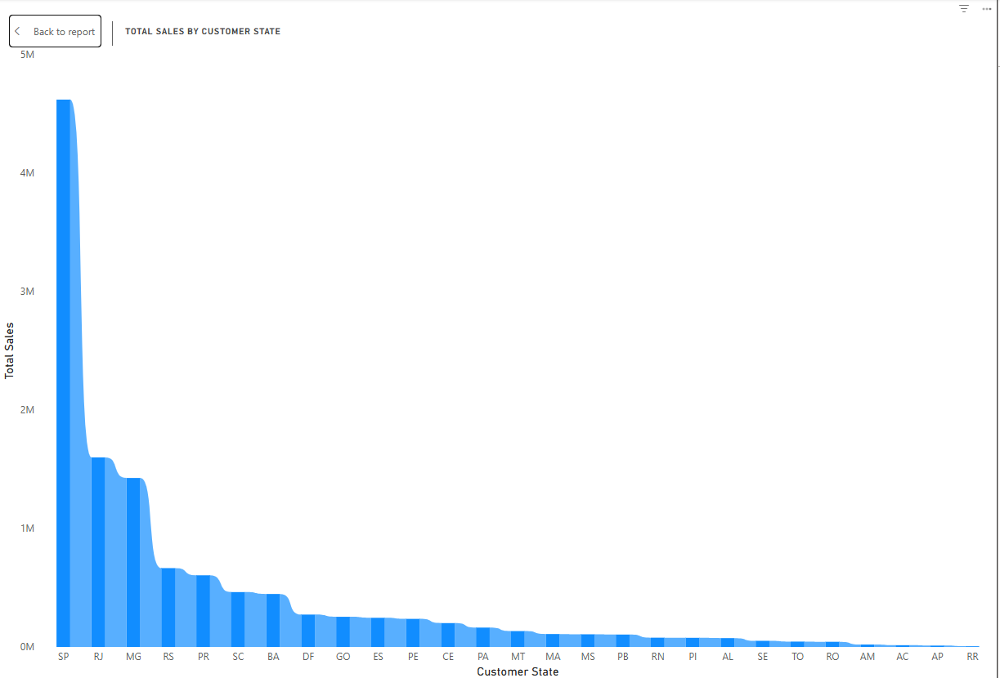 Back to report
TOTAL SALES BY CUSTOMER STATE
5M
4M
3M
2M
1M
0M
Total Sales
SP RJ MG RS PR SC BA DF GO ES PE CE PA MT MA MS PB RN PI AL SE TO RO AM AC AP RR
Customer State